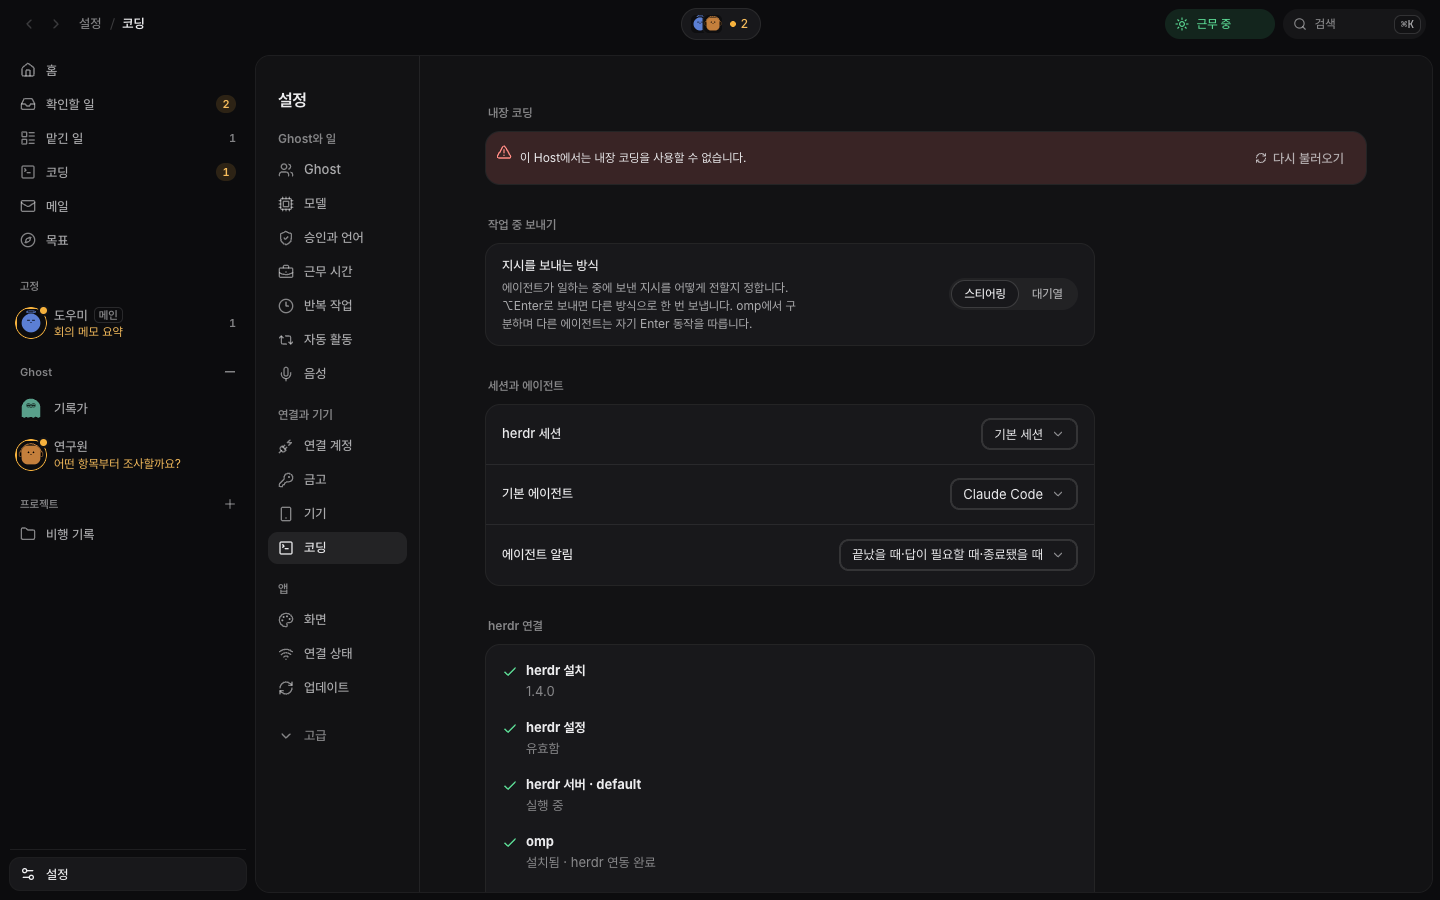 설정 / 코딩
2
근무 중
검색
⌘K
홈
확인할 일
2
맡긴 일
1
코딩
1
메일
목표
고정
도우미 메인
회의 메모 요약
1
Ghost
기록가
연구원
어떤 항목부터 조사할까요?
프로젝트
비행 기록
설정
설정
Ghost와 일
Ghost
모델
승인과 언어
근무 시간
반복 작업
자동 활동
음성
연결과 기기
연결 계정
금고
기기
코딩
앱
화면
연결 상태
업데이트
고급
내장 코딩
이 Host에서는 내장 코딩을 사용할 수 없습니다.
다시 불러오기
작업 중 보내기
지시를 보내는 방식
에이전트가 일하는 중에 보낸 지시를 어떻게 전할지 정합니다.
⌥Enter로 보내면 다른 방식으로 한 번 보냅니다. omp에서 구
분하며 다른 에이전트는 자기 Enter 동작을 따릅니다.
스티어링
대기열
세션과 에이전트
herdr 세션
기본 세션
기본 에이전트
Claude Code
에이전트 알림
끝났을 때·답이 필요할 때·종료됐을 때
herdr 연결
herdr 설치
1.4.0
herdr 설정
유효함
herdr 서버 · default
실행 중
omp
설치됨 · herdr 연동 완료